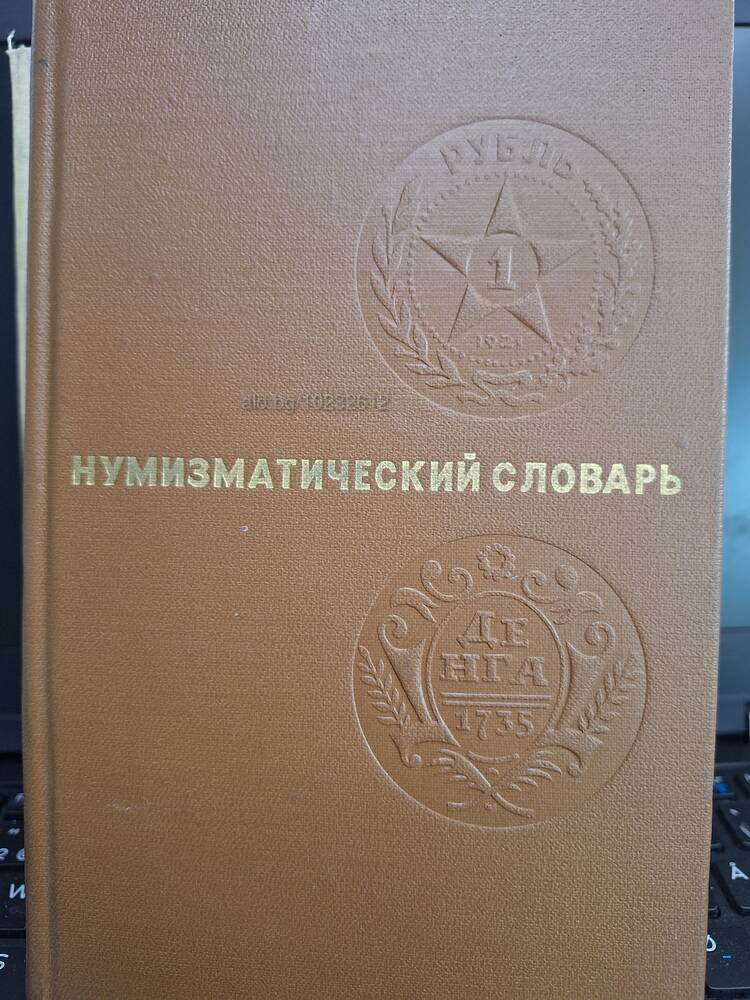 РУБЛЬ
1
1921
alo.bg/10232612
НУМИЗМАТИЧЕСКИЙ СЛОВАРЬ
ДЕ
НГА
1735